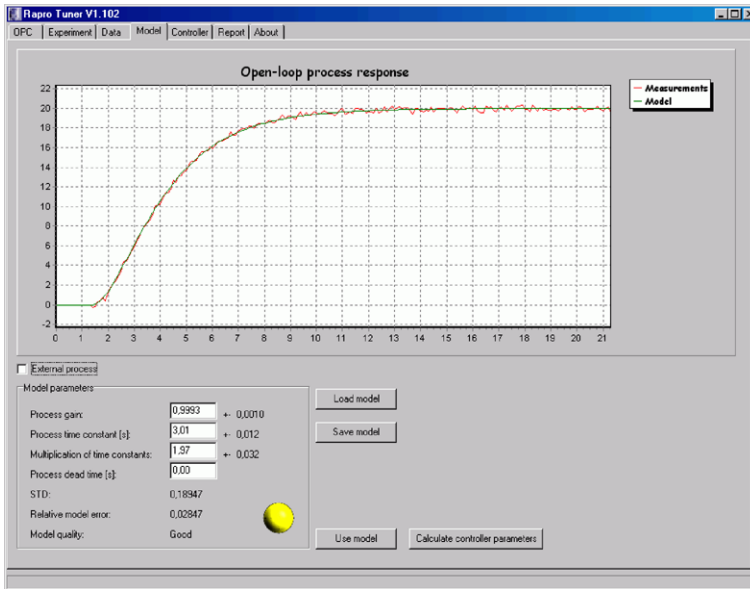 Rapro Tuner V1.102
OPC Experiment Data Model Controller Report About
Open-loop process response
Measurements
Model
22
20
18
16
14
12
10
8
6
4
2
0
-2
0 1 2 3 4 5 6 7 8 9 10 11 12 13 14 15 16 17 18 19 20 21
External process
Model parameters
Process gain: 0,9993 +- 0,0010
Process time constant [s]: 3,01 +- 0,012
Multiplication of time constants: 1,97 +- 0,032
Process dead time [s]: 0,00
STD: 0,18947
Relative model error: 0,02847
Model quality: Good
Load model
Save model
Use model Calculate controller parameters